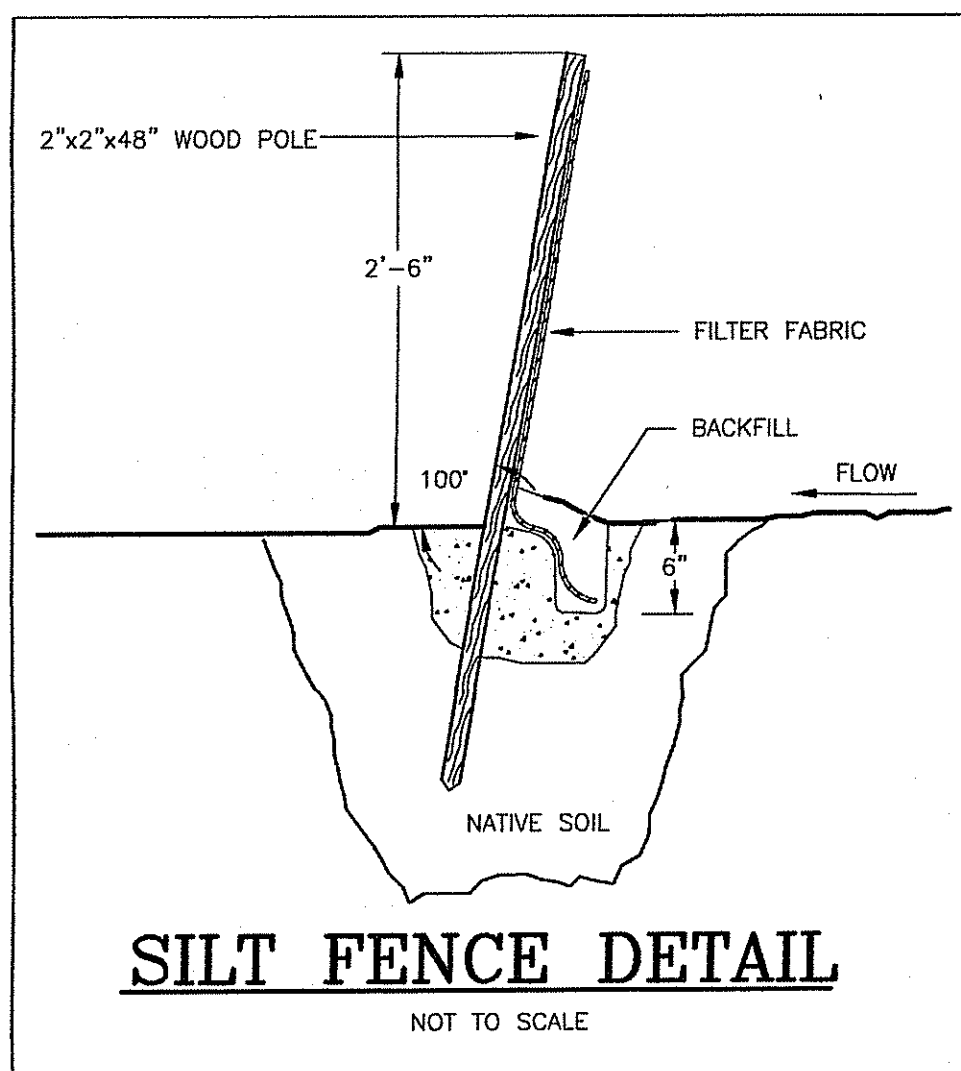 2"x2"x48" WOOD POLE
2'-6"
FILTER FABRIC
BACKFILL
FLOW
100°
6"
NATIVE SOIL
SILT FENCE DETAIL
NOT TO SCALE